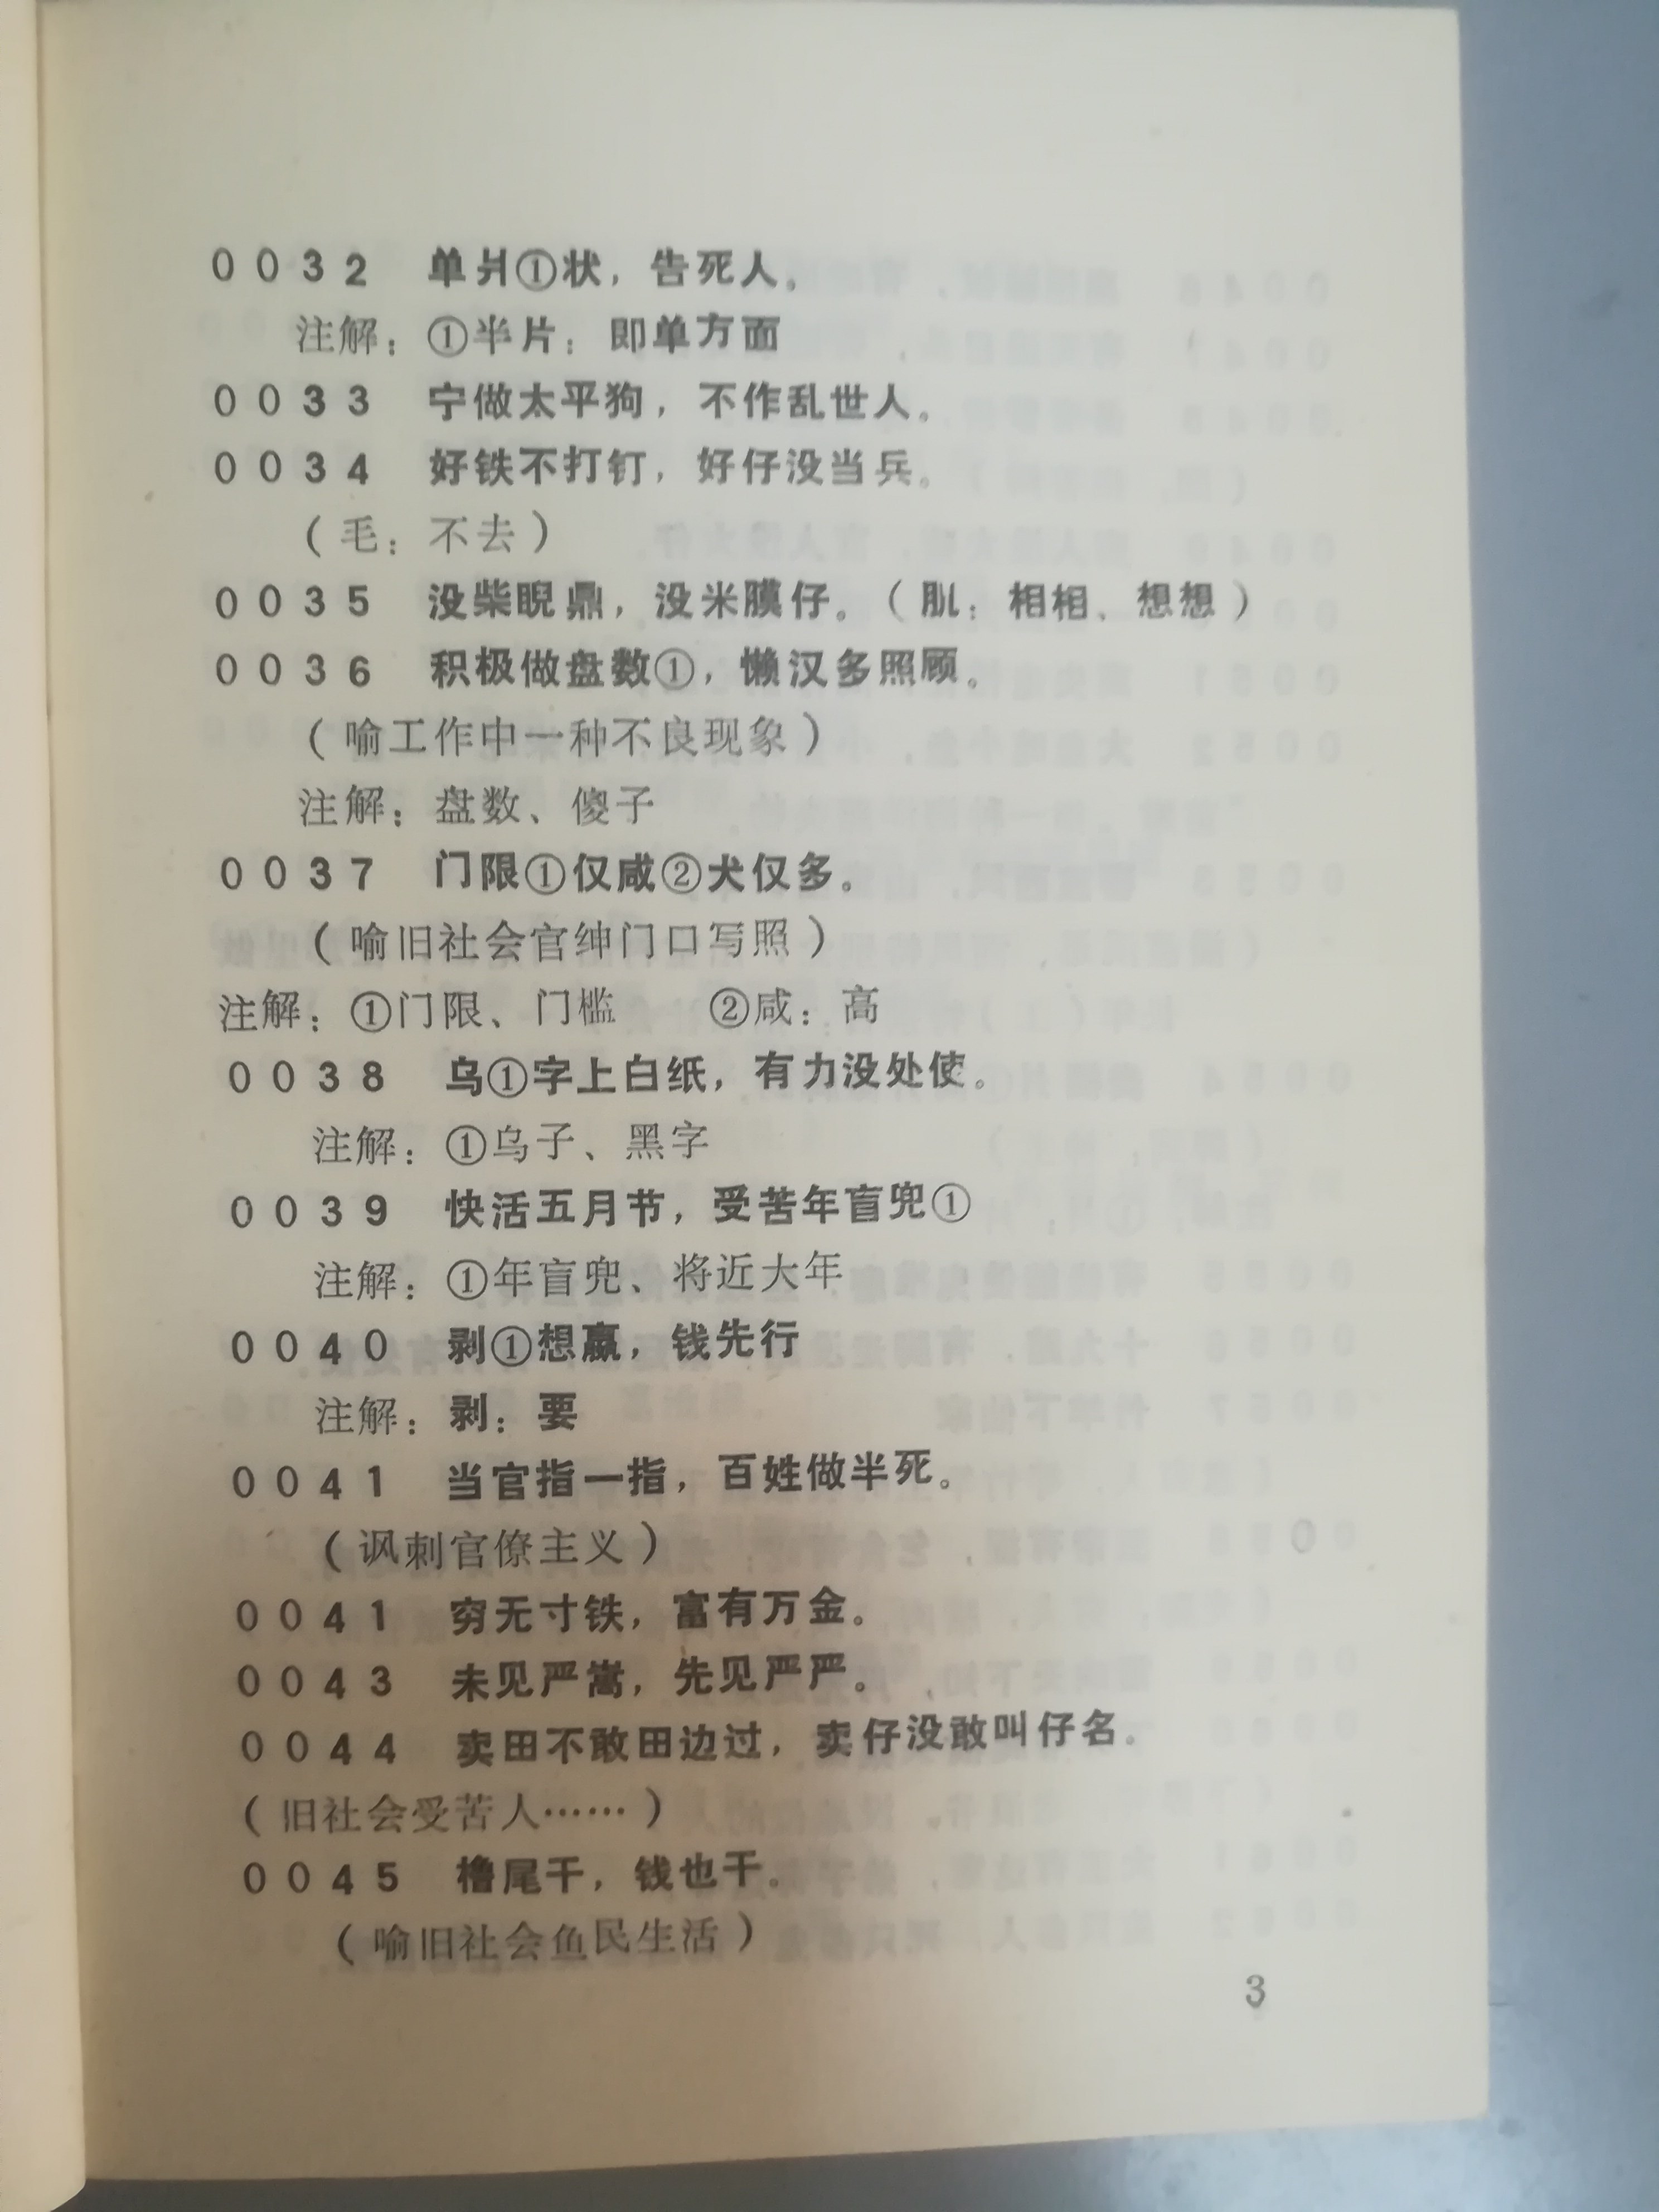 0032 单爿①状，告死人。
注解：①半片：即单方面
0033 宁做太平狗，不作乱世人。
0034 好铁不打钉，好仔没当兵。
（毛：不去）
0035 没柴睨鼎，没米膜仔。（肌：相相、想想）
0036 积极做盘数①，懒汉多照顾。
（喻工作中一种不良现象）
注解：盘数、傻子
0037 门限①仅咸②犬仅多。
（喻旧社会官绅门口写照）
注解：①门限、门槛 ②咸：高
0038 乌①字上白纸，有力没处使。
注解：①乌子、黑字
0039 快活五月节，受苦年盲兜①
注解：①年盲兜、将近大年
0040 剥①想赢，钱先行
注解：剥：要
0041 当官指一指，百姓做半死。
（讽刺官僚主义）
0041 穷无寸铁，富有万金。
0043 未见严嵩，先见严严。
0044 卖田不敢田边过，卖仔没敢叫仔名。
（旧社会受苦人……）
0045 橹尾干，钱也干。
（喻旧社会鱼民生活）
3